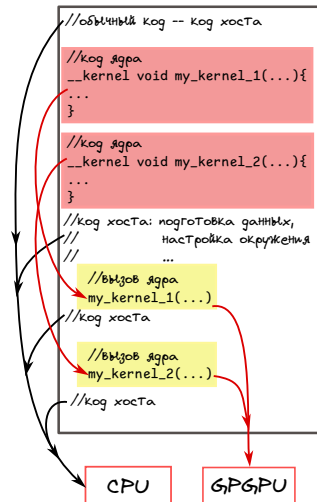 //обычный код -- код хоста
//код ядра
__kernel void my_kernel_1(...){
...
}
//код ядра
__kernel void my_kernel_2(...){
...
}
//код хоста: подготовка данных,
// настройка окружения
// ...
//вызов ядра
my_kernel_1(...)
//код хоста
//вызов ядра
my_kernel_2(...)
//код хоста
CPU
GPGPU